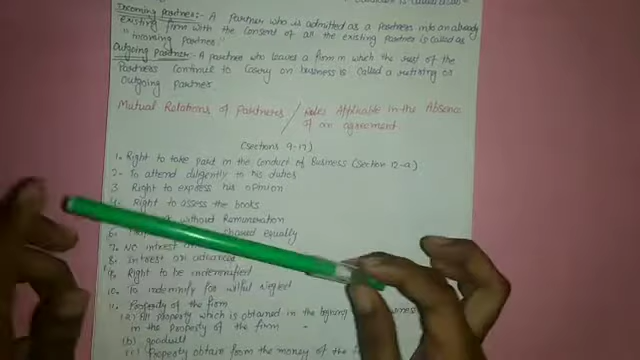 Incoming partner:- A Partner who is admitted as a Partners into an already
existing firm with the consent of all the existing Partner is called as
"incoming Partner
Outgoing Partner:- A partner who leaves a firm in which the rest of the
Partners continue to carry on business is called a retiring or
Outgoing Partner
Mutual Relations of Partners / Rules Applicable in the Absence
of an agreement
(Sections 9-17)
1. Right to take Part in the Conduct of Business (Section 12-a)
2- To attend diligently to his duties
3 Right to express his opinion
4. Right to assess the books
without Remuneration
6. shared equally
7. NO interest
8. Interest on advances
9. Right to be indemnified
10. To indemnify for wilful neglect
11. Property of the firm
(a) All property which is obtained in the
in the property of the firm
(b) goodwill
(c) Property obtain from the money of the